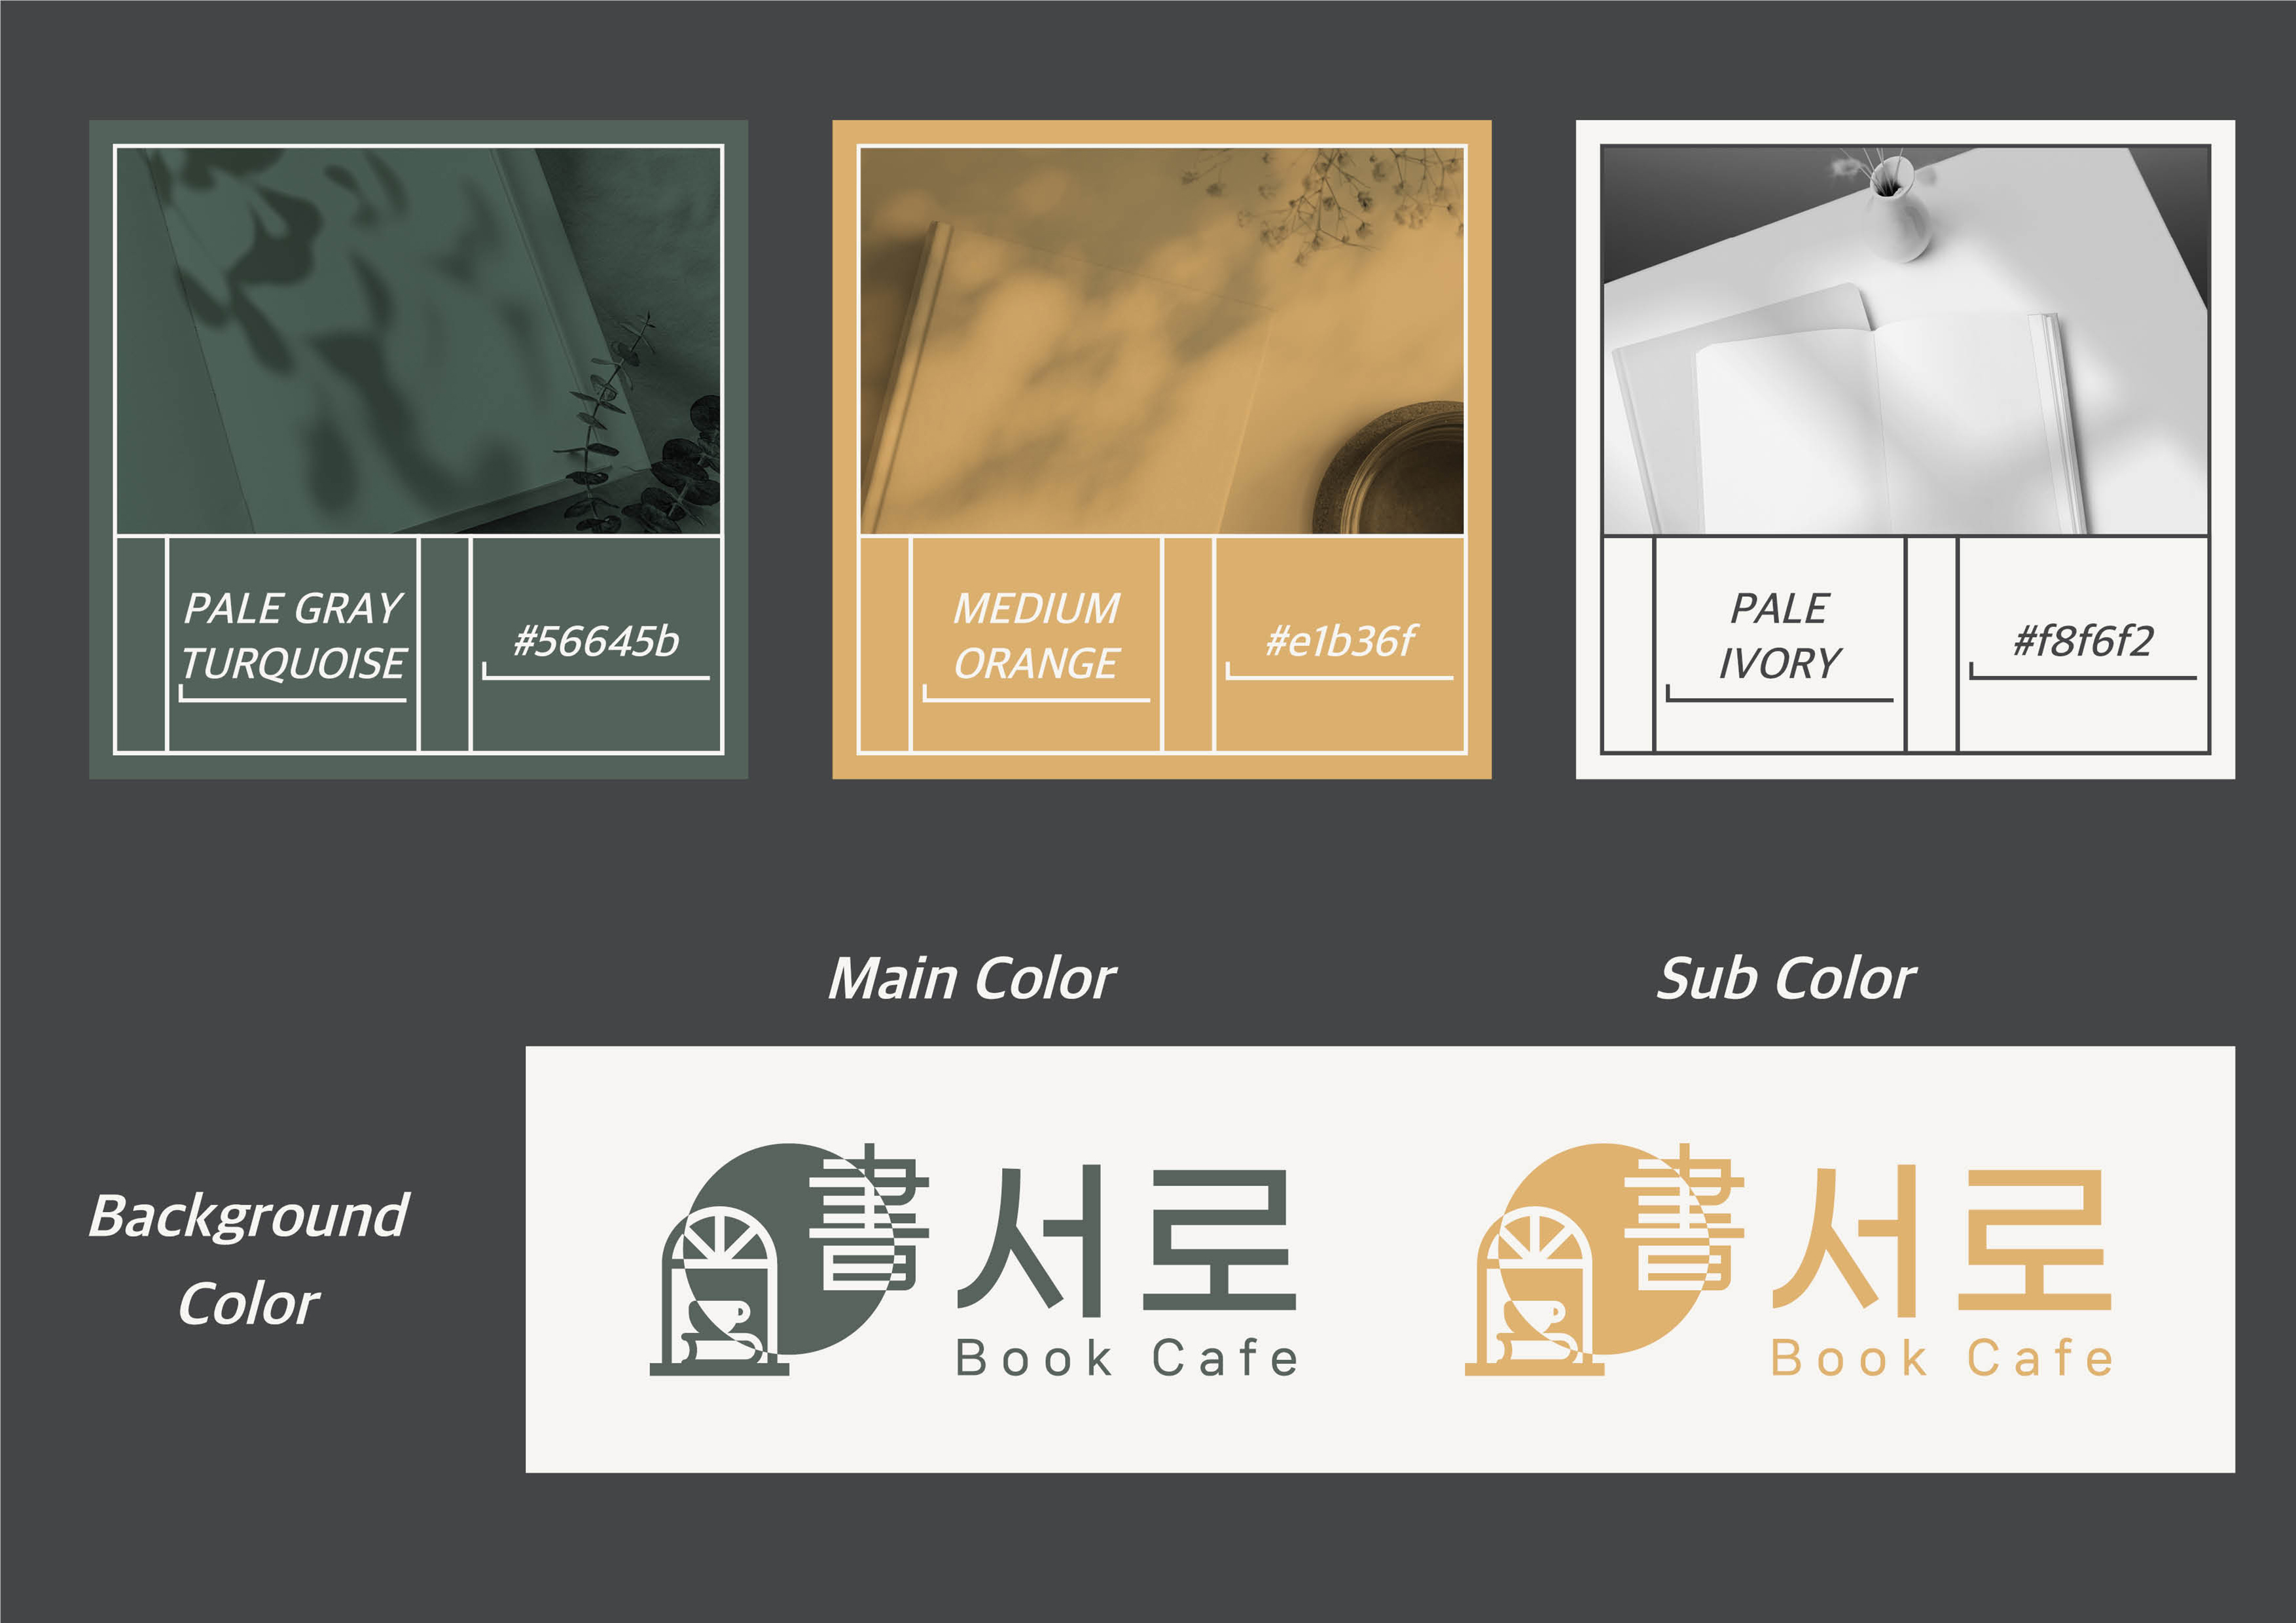 PALE GRAY
TURQUOISE
#56645b
MEDIUM
ORANGE
#e1b36f
PALE
IVORY
#f8f6f2
Main Color
Sub Color
Background
Color
書 서로
Book Cafe
書 서로
Book Cafe